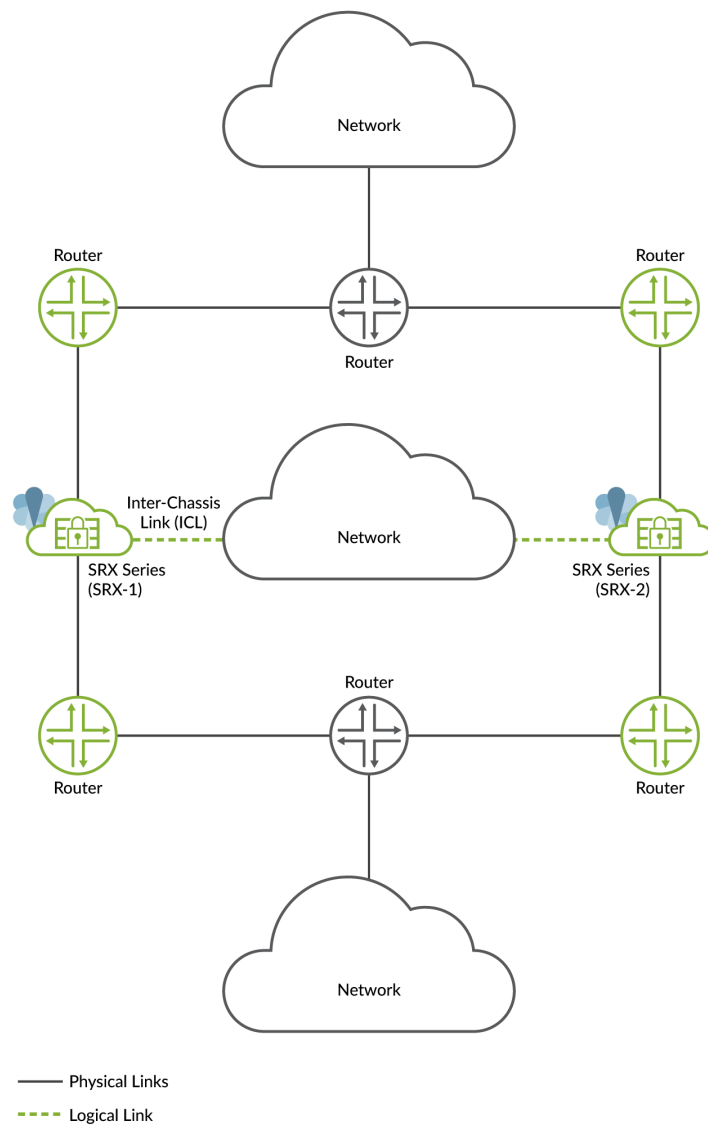 Network
Router
Router
Router
Inter-Chassis
Link (ICL)
Network
SRX Series
(SRX-1)
SRX Series
(SRX-2)
Router
Router
Router
Network
Physical Links
Logical Link